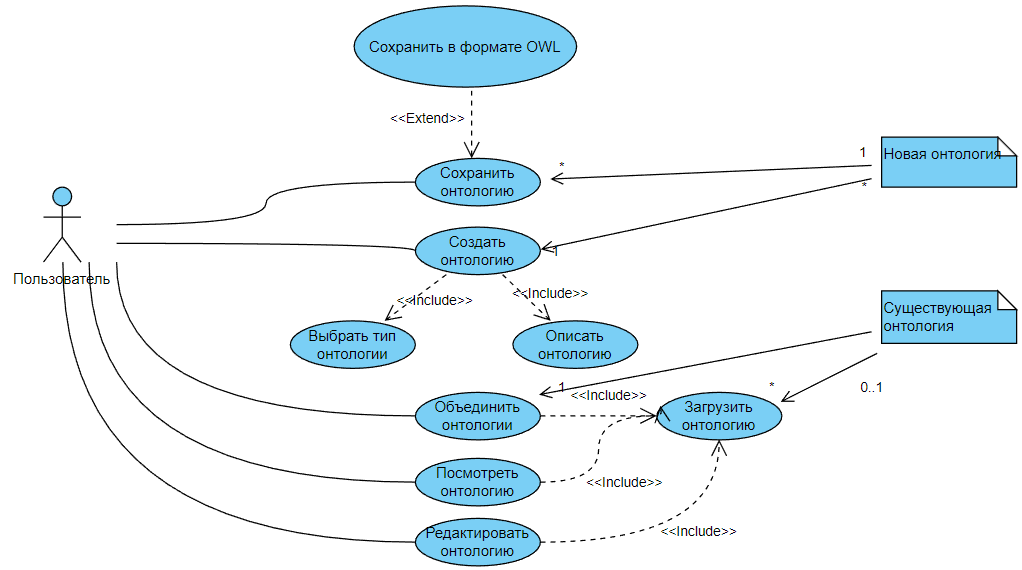 Сохранить в формате OWL
<<Extend>>
Сохранить
онтологию
*
1
Новая онтология
*
1
Создать
онтологию
Пользователь
<<Include>>
<<Include>>
Выбрать тип
онтологии
Описать
онтологию
Существующая
онтология
1
*
0..1
<<Include>>
Объединить
онтологии
Загрузить
онтологию
Посмотреть
онтологию
<<Include>>
Редактировать
онтологию
<<Include>>